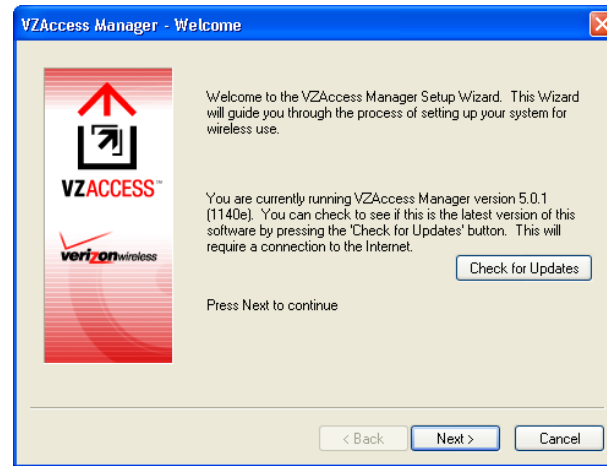 VZAccess Manager - Welcome
VZACCESS™
verizonwireless
Welcome to the VZAccess Manager Setup Wizard. This Wizard
will guide you through the process of setting up your system for
wireless use.
You are currently running VZAccess Manager version 5.0.1
(1140e). You can check to see if this is the latest version of this
software by pressing the 'Check for Updates' button. This will
require a connection to the Internet.
Check for Updates
Press Next to continue
< Back
Next >
Cancel